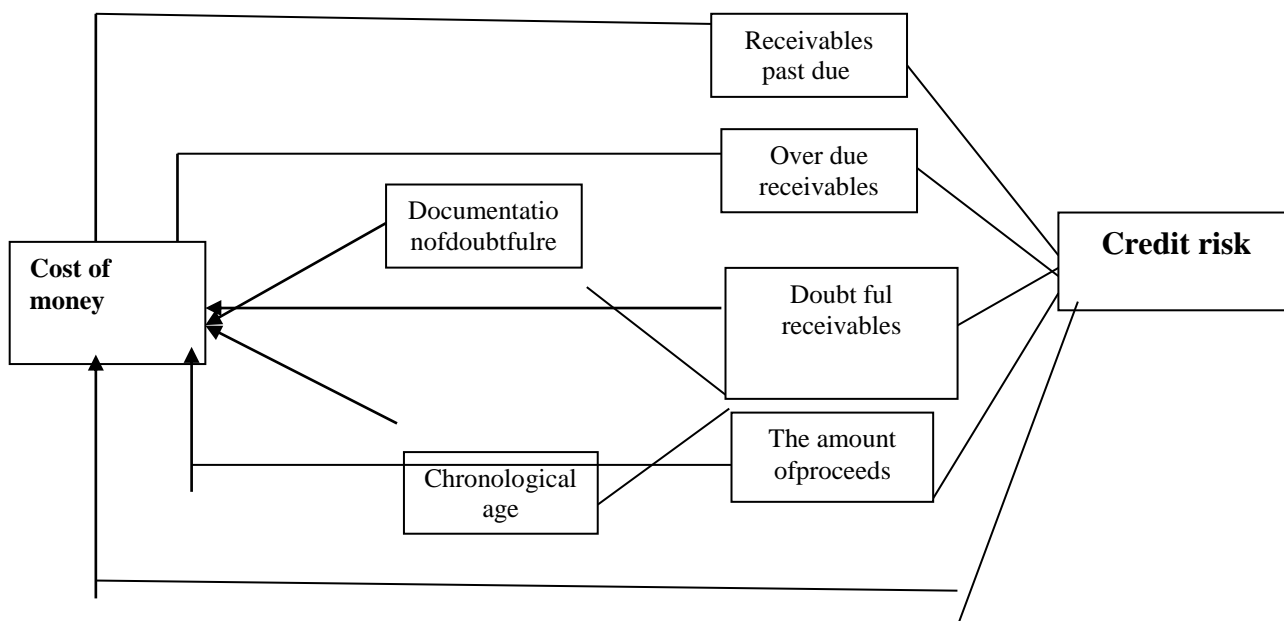 Receivables
past due
Over due
receivables
Documentatio
nofdoubtfulre
Credit risk
Cost of
money
Doubt ful
receivables
The amount
ofproceeds
Chronological
age